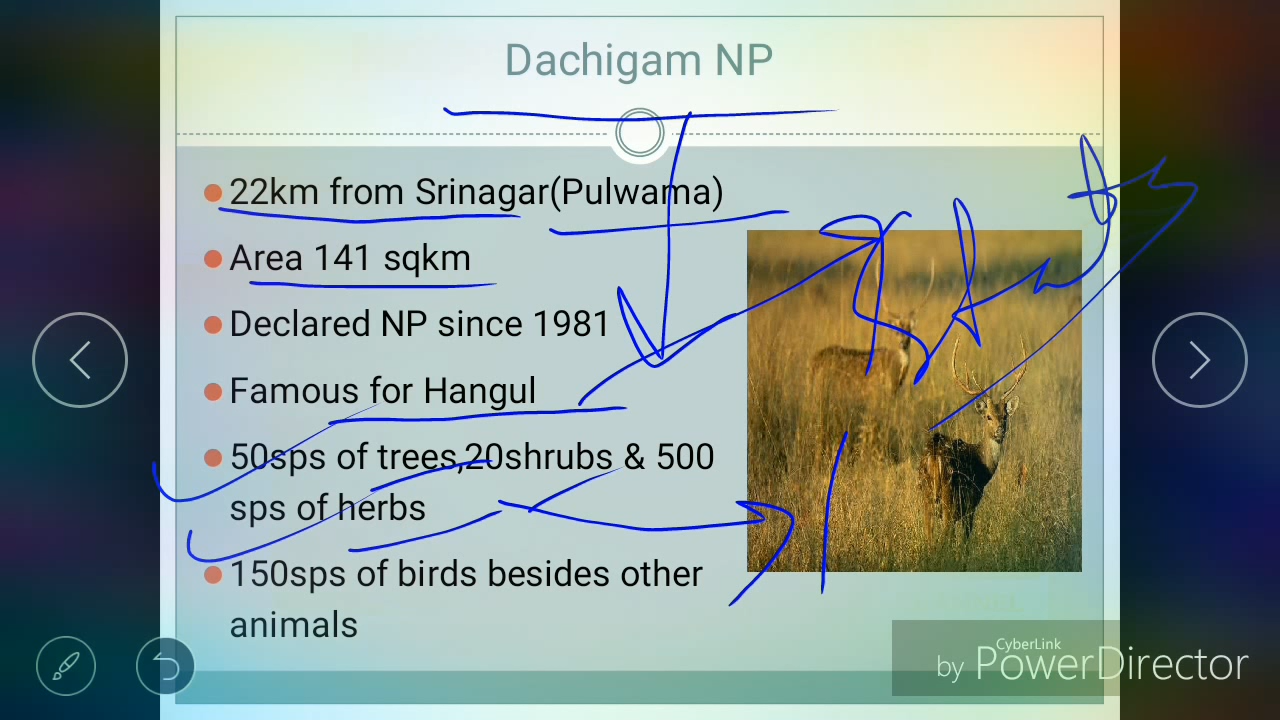 Dachigam NP
22km from Srinagar(Pulwama)
Area 141 sqkm
Declared NP since 1981
Famous for Hangul
50sps of trees,20shrubs & 500
sps of herbs
150sps of birds besides other
animals
CyberLink
by PowerDirector